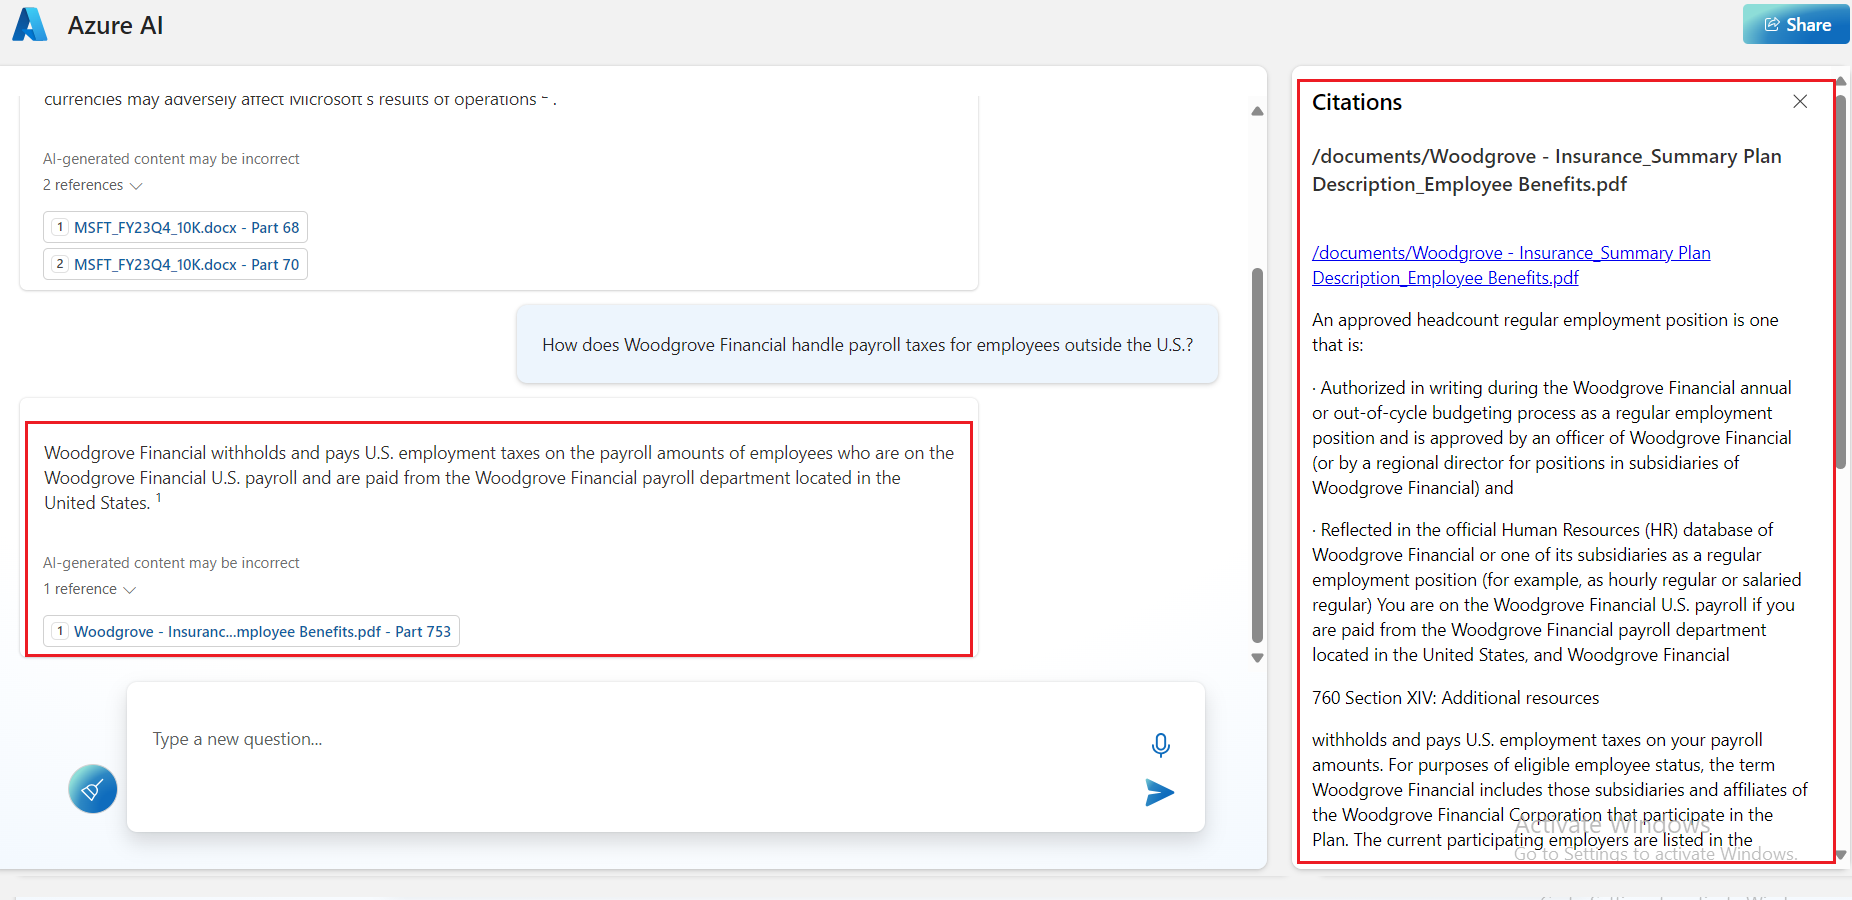 Azure AI
Share
currencies may adversely affect Microsoft's results of operations .
AI-generated content may be incorrect
2 references
1 MSFT_FY23Q4_10K.docx - Part 68
2 MSFT_FY23Q4_10K.docx - Part 70
How does Woodgrove Financial handle payroll taxes for employees outside the U.S.?
Woodgrove Financial withholds and pays U.S. employment taxes on the payroll amounts of employees who are on the
Woodgrove Financial U.S. payroll and are paid from the Woodgrove Financial payroll department located in the
United States. 1
AI-generated content may be incorrect
1 reference
1 Woodgrove - Insuranc...mployee Benefits.pdf - Part 753
Type a new question...
Citations
/documents/Woodgrove - Insurance_Summary Plan
Description_Employee Benefits.pdf
/documents/Woodgrove - Insurance_Summary Plan
Description_Employee Benefits.pdf
An approved headcount regular employment position is one
that is:
· Authorized in writing during the Woodgrove Financial annual
or out-of-cycle budgeting process as a regular employment
position and is approved by an officer of Woodgrove Financial
(or by a regional director for positions in subsidiaries of
Woodgrove Financial) and
· Reflected in the official Human Resources (HR) database of
Woodgrove Financial or one of its subsidiaries as a regular
employment position (for example, as hourly regular or salaried
regular) You are on the Woodgrove Financial U.S. payroll if you
are paid from the Woodgrove Financial payroll department
located in the United States, and Woodgrove Financial
760 Section XIV: Additional resources
withholds and pays U.S. employment taxes on your payroll
amounts. For purposes of eligible employee status, the term
Woodgrove Financial includes those subsidiaries and affiliates of
the Woodgrove Financial Corporation that participate in the
Plan. The current participating employers are listed in the
Activate Windows
Go to Settings to activate Windows.